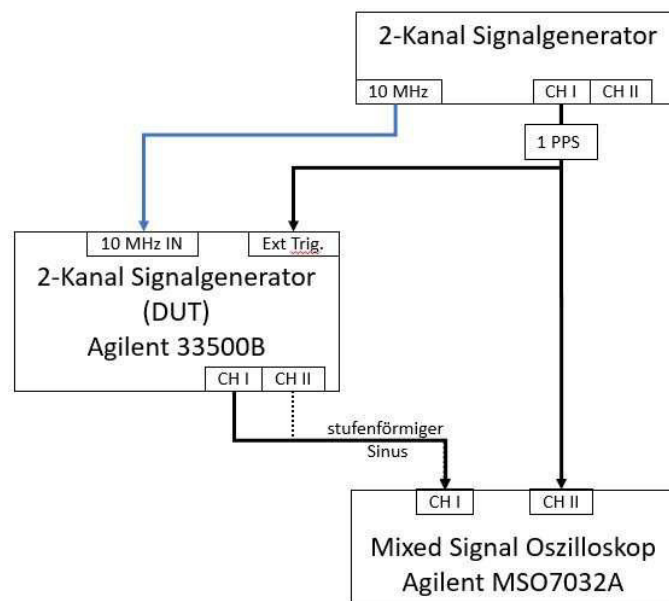 2-Kanal Signalgenerator
10 MHz
CH I
CH II
1 PPS
10 MHz IN
Ext Trig.
2-Kanal Signalgenerator
(DUT)
Agilent 33500B
CH I
CH II
stufenförmiger
Sinus
CH I
CH II
Mixed Signal Oszilloskop
Agilent MSO7032A